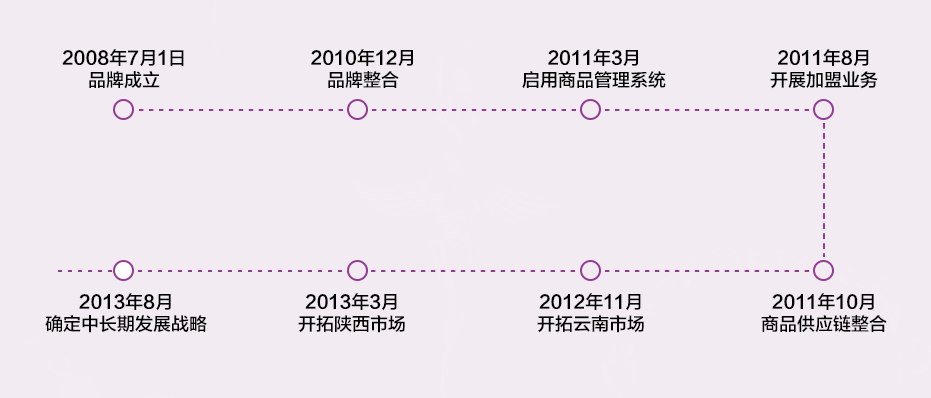 2008年7月1日
品牌成立
2010年12月
品牌整合
2011年3月
启用商品管理系统
2011年8月
开展加盟业务
2011年10月
商品供应链整合
2012年11月
开拓云南市场
2013年3月
开拓陕西市场
2013年8月
确定中长期发展战略